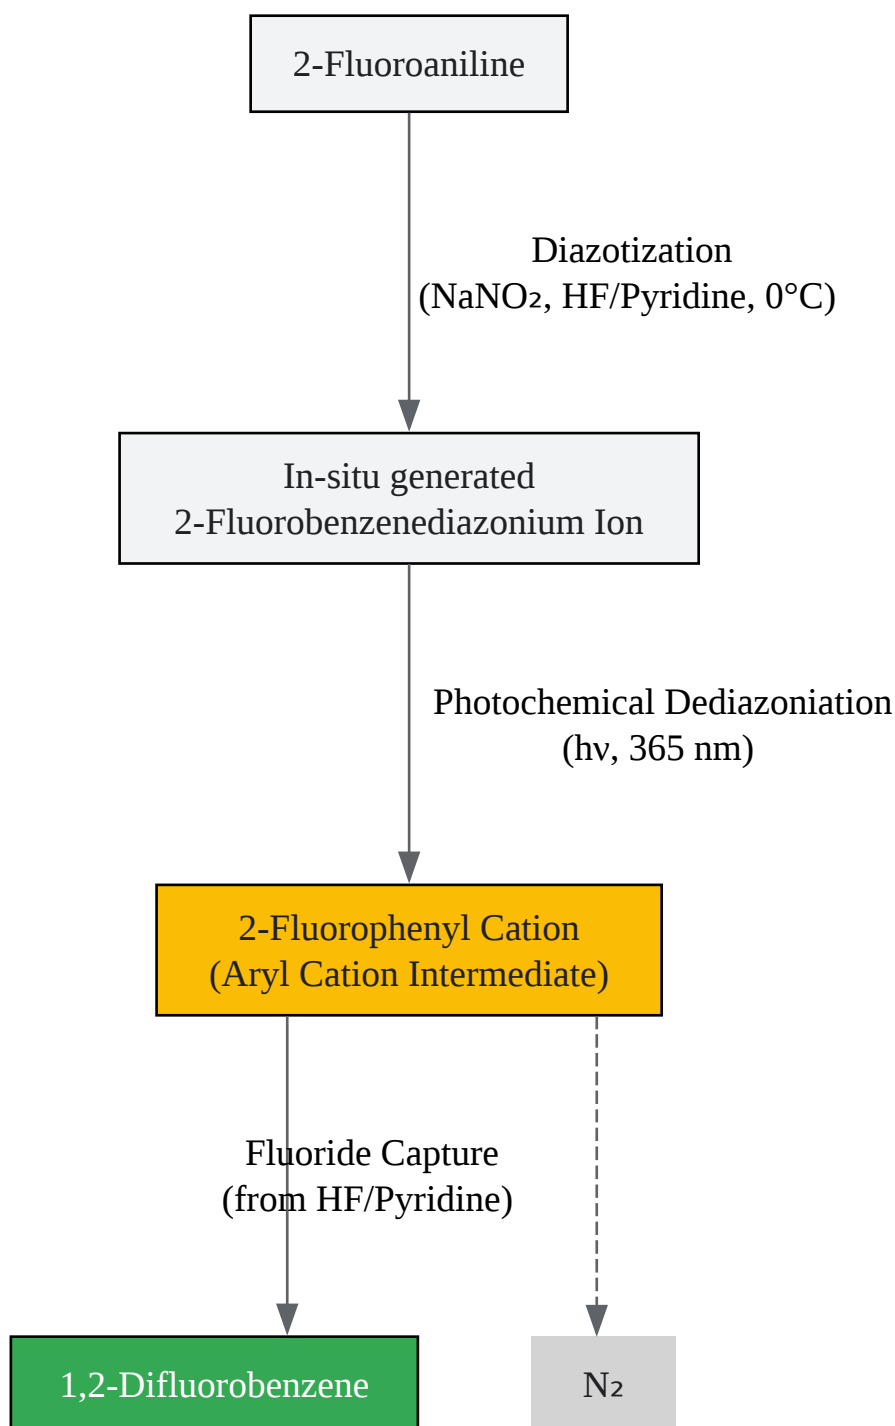 2-Fluoroaniline
Diazotization
(NaNO₂, HF/Pyridine, 0°C)
In-situ generated
2-Fluorobenzenediazonium Ion
Photochemical Dediazoniation
(hν, 365 nm)
2-Fluorophenyl Cation
(Aryl Cation Intermediate)
Fluoride Capture
(from HF/Pyridine)
1,2-Difluorobenzene
N₂